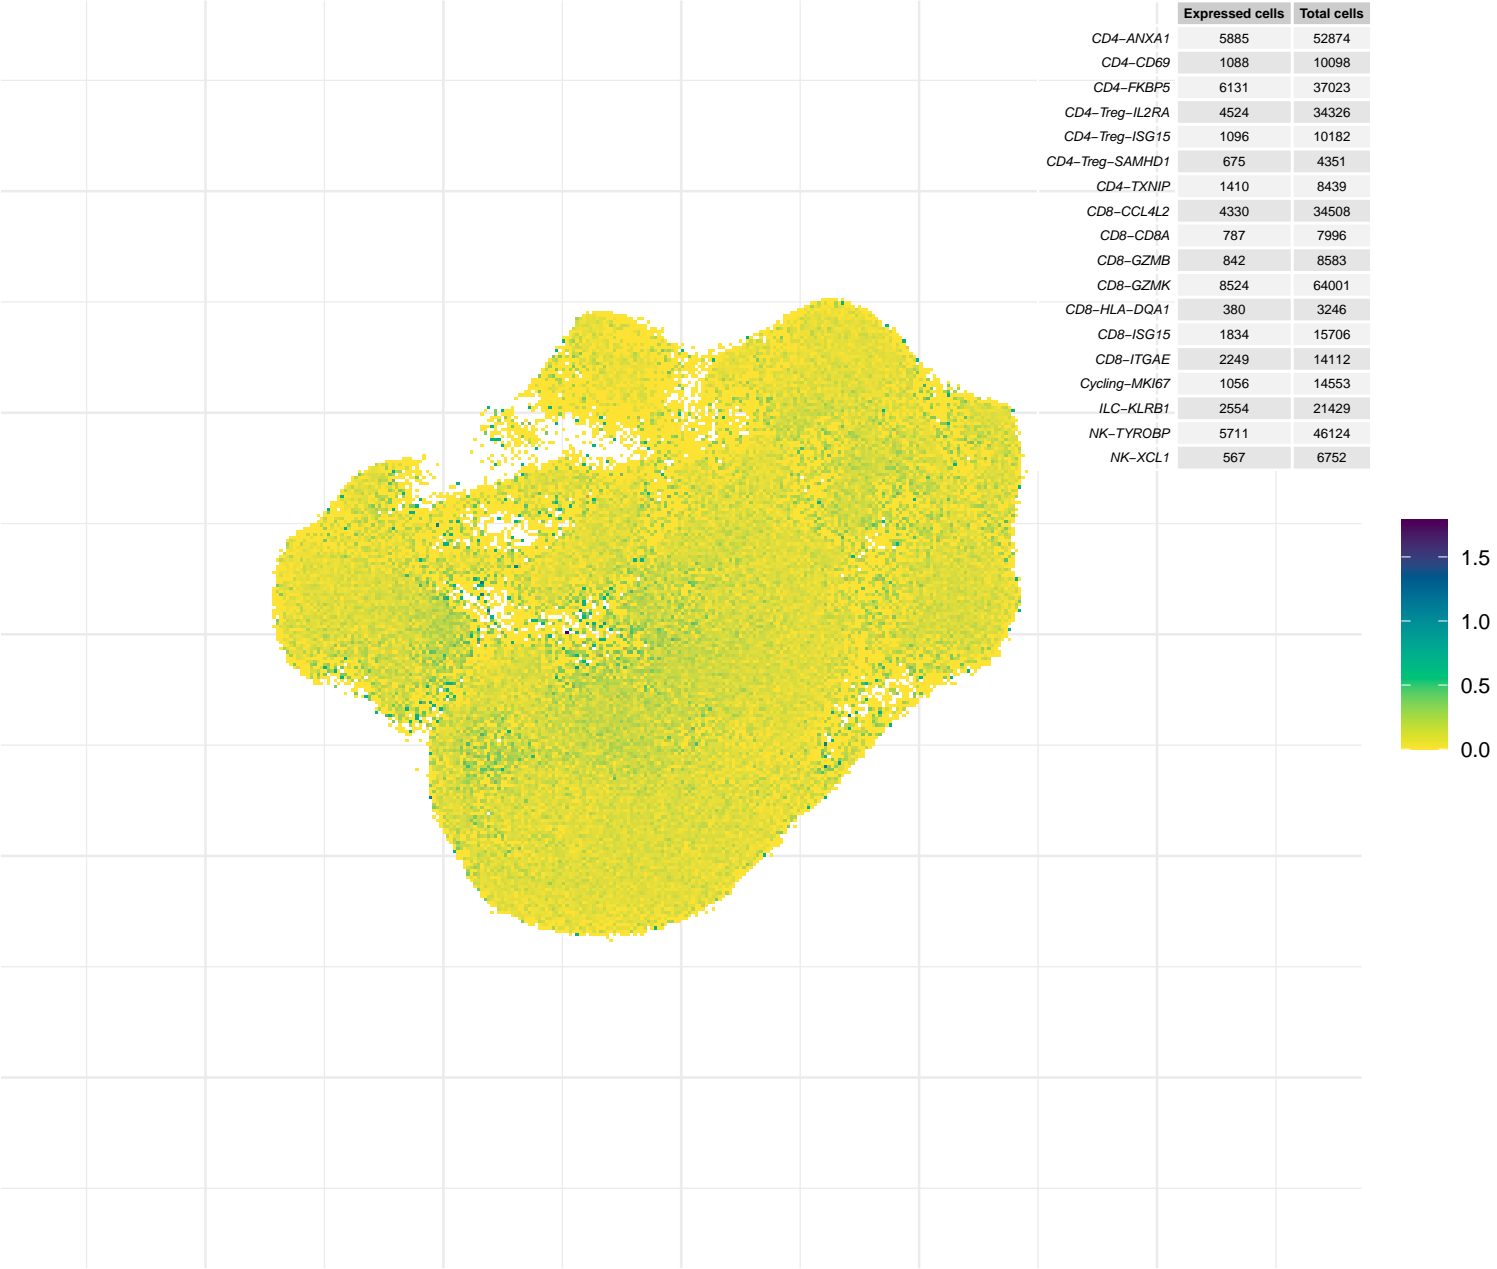 Expressed cells Total cells
CD4−ANXA1 5885 52874
CD4−CD69 1088 10098
CD4−FKBP5 6131 37023
CD4−Treg−IL2RA 4524 34326
CD4−Treg−ISG15 1096 10182
CD4−Treg−SAMHD1 675 4351
CD4−TXNIP 1410 8439
CD8−CCL4L2 4330 34508
CD8−CD8A 787 7996
CD8−GZMB 842 8583
CD8−GZMK 8524 64001
CD8−HLA−DQA1 380 3246
CD8−ISG15 1834 15706
CD8−ITGAE 2249 14112
Cycling−MKI67 1056 14553
ILC−KLRB1 2554 21429
NK−TYROBP 5711 46124
NK−XCL1 567 6752
1.5
1.0
0.5
0.0